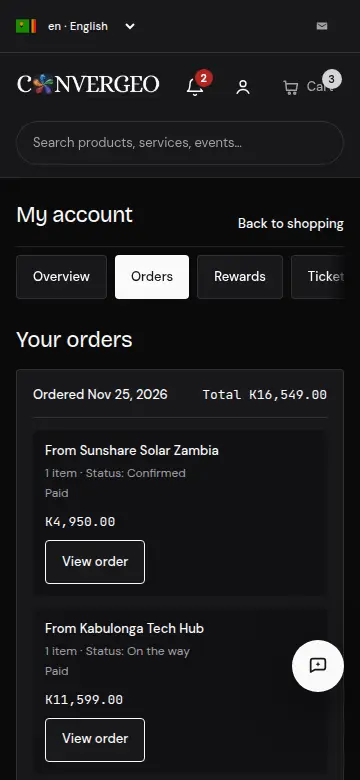 en · English
CONVERGEO
2
Cart
3
Search products, services, events…
My account
Back to shopping
Overview
Orders
Rewards
Ticket
Your orders
Ordered Nov 25, 2026
Total K16,549.00
From Sunshare Solar Zambia
1 item · Status: Confirmed
Paid
K4,950.00
View order
From Kabulonga Tech Hub
1 item · Status: On the way
Paid
K11,599.00
View order